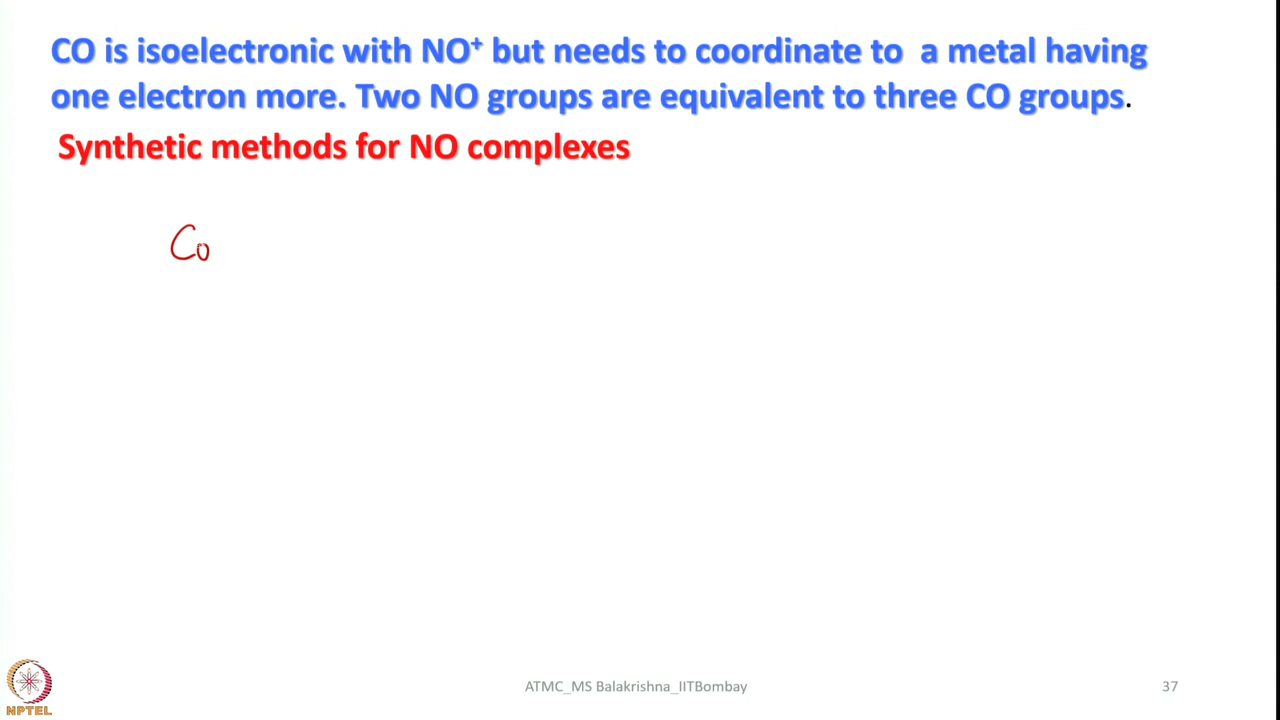 CO is isoelectronic with NO⁺ but needs to coordinate to a metal having
one electron more. Two NO groups are equivalent to three CO groups.
Synthetic methods for NO complexes
Co
NPTEL
ATMC_MS Balakrishna_IITBombay
37